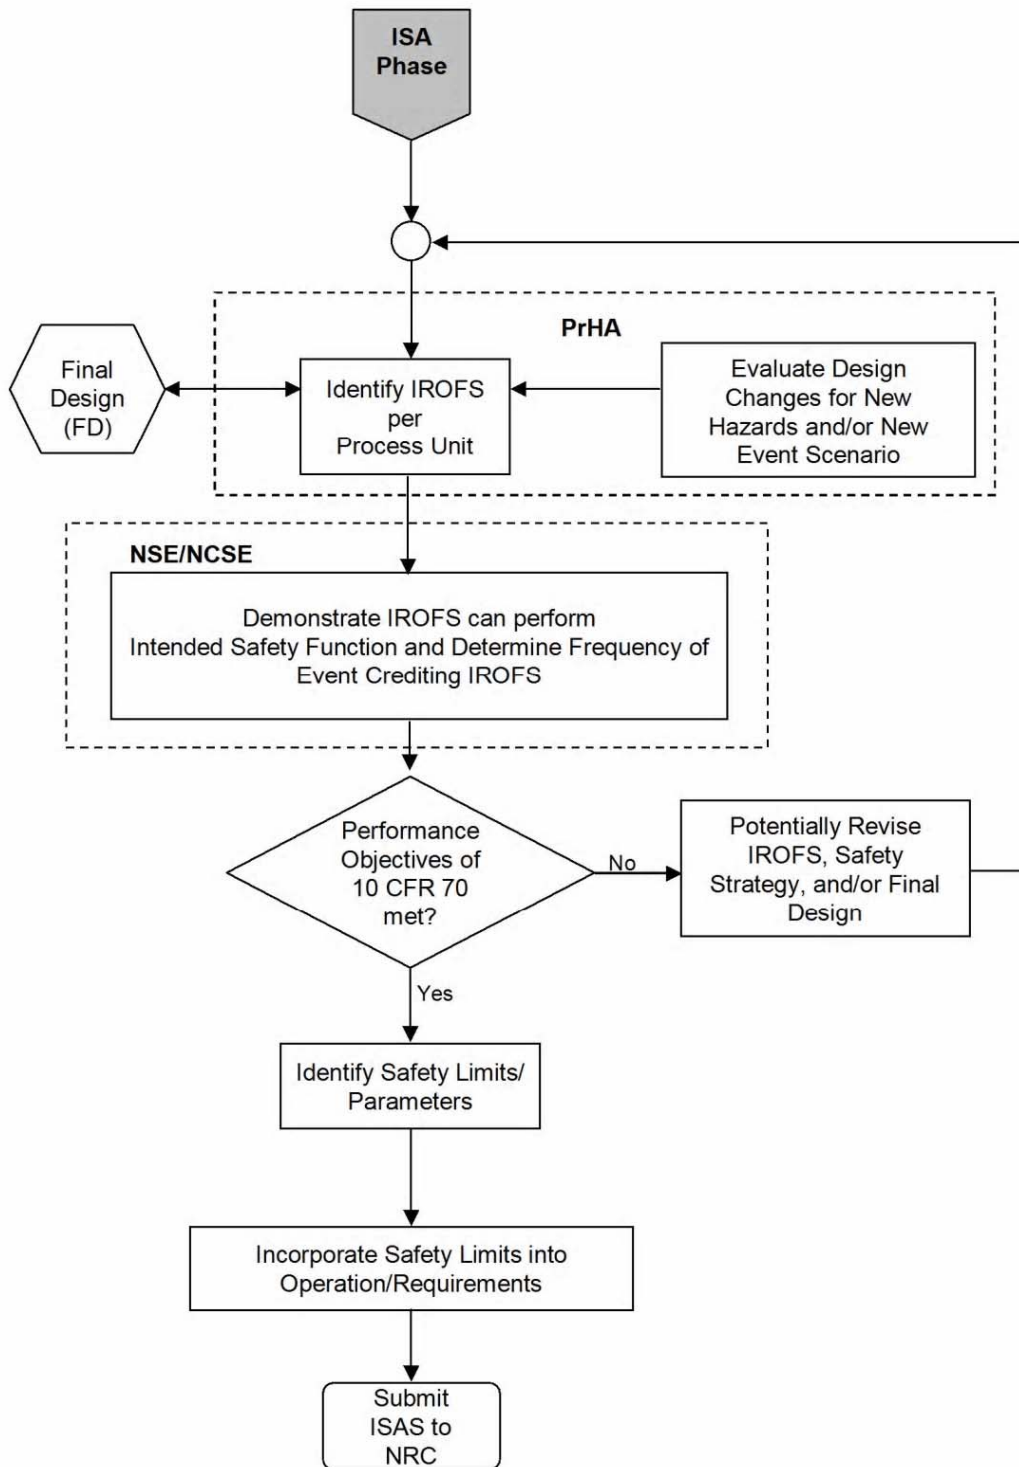 ISA
Phase
PrHA
Final
Design
(FD)
Identify IROFS
per
Process Unit
Evaluate Design
Changes for New
Hazards and/or New
Event Scenario
NSE/NCSE
Demonstrate IROFS can perform
Intended Safety Function and Determine Frequency of
Event Crediting IROFS
Performance
Objectives of
10 CFR 70
met?
No
Potentially Revise
IROFS, Safety
Strategy, and/or Final
Design
Yes
Identify Safety Limits/
Parameters
Incorporate Safety Limits into
Operation/Requirements
Submit
ISAS to
NRC